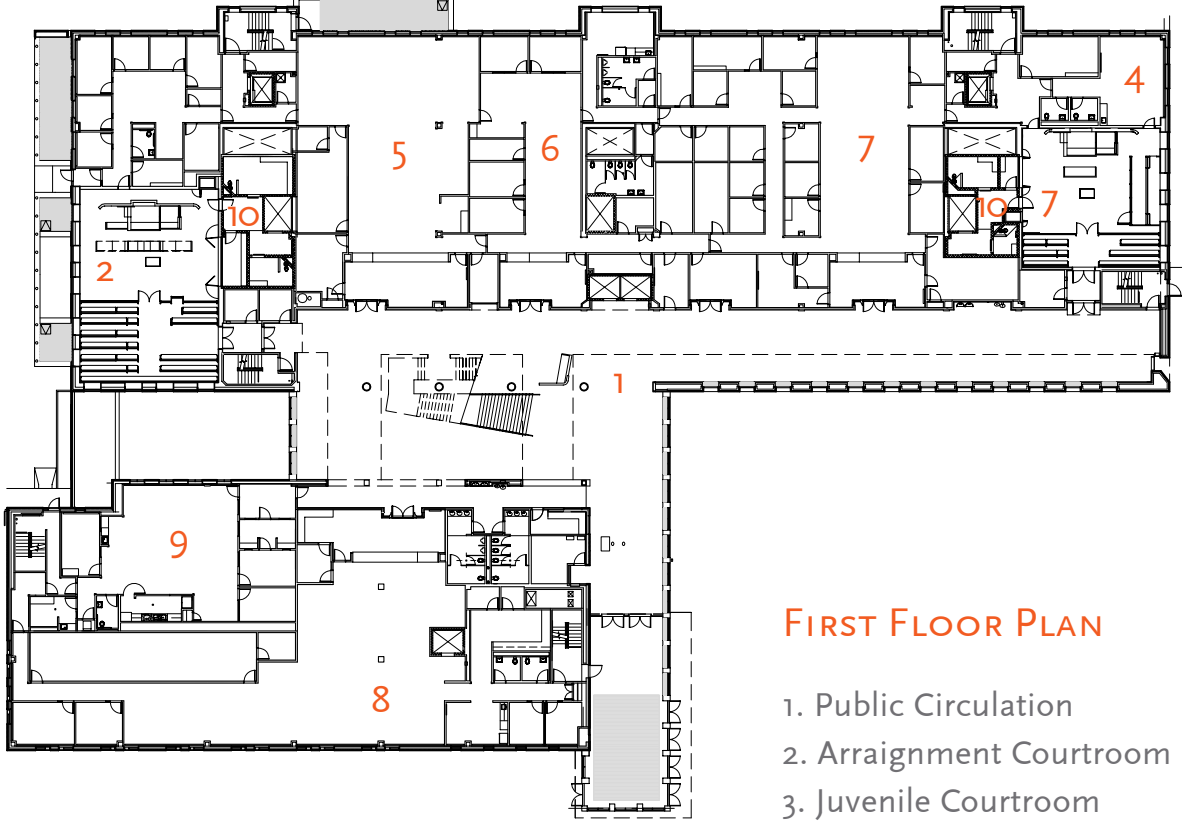 4
5
6
7
10
10
7
2
1
9
8
First Floor Plan
1. Public Circulation
2. Arraignment Courtroom
3. Juvenile Courtroom